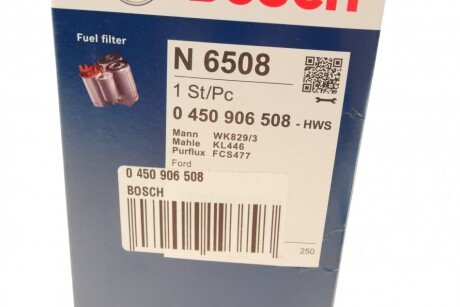 BOSCH
Fuel filter
N 6508
1 St/Pc
0 450 906 508 - HWS
Mann WK829/3
Mahle KL446
Purflux FCS477
Ford
0 450 906 508
BOSCH
250